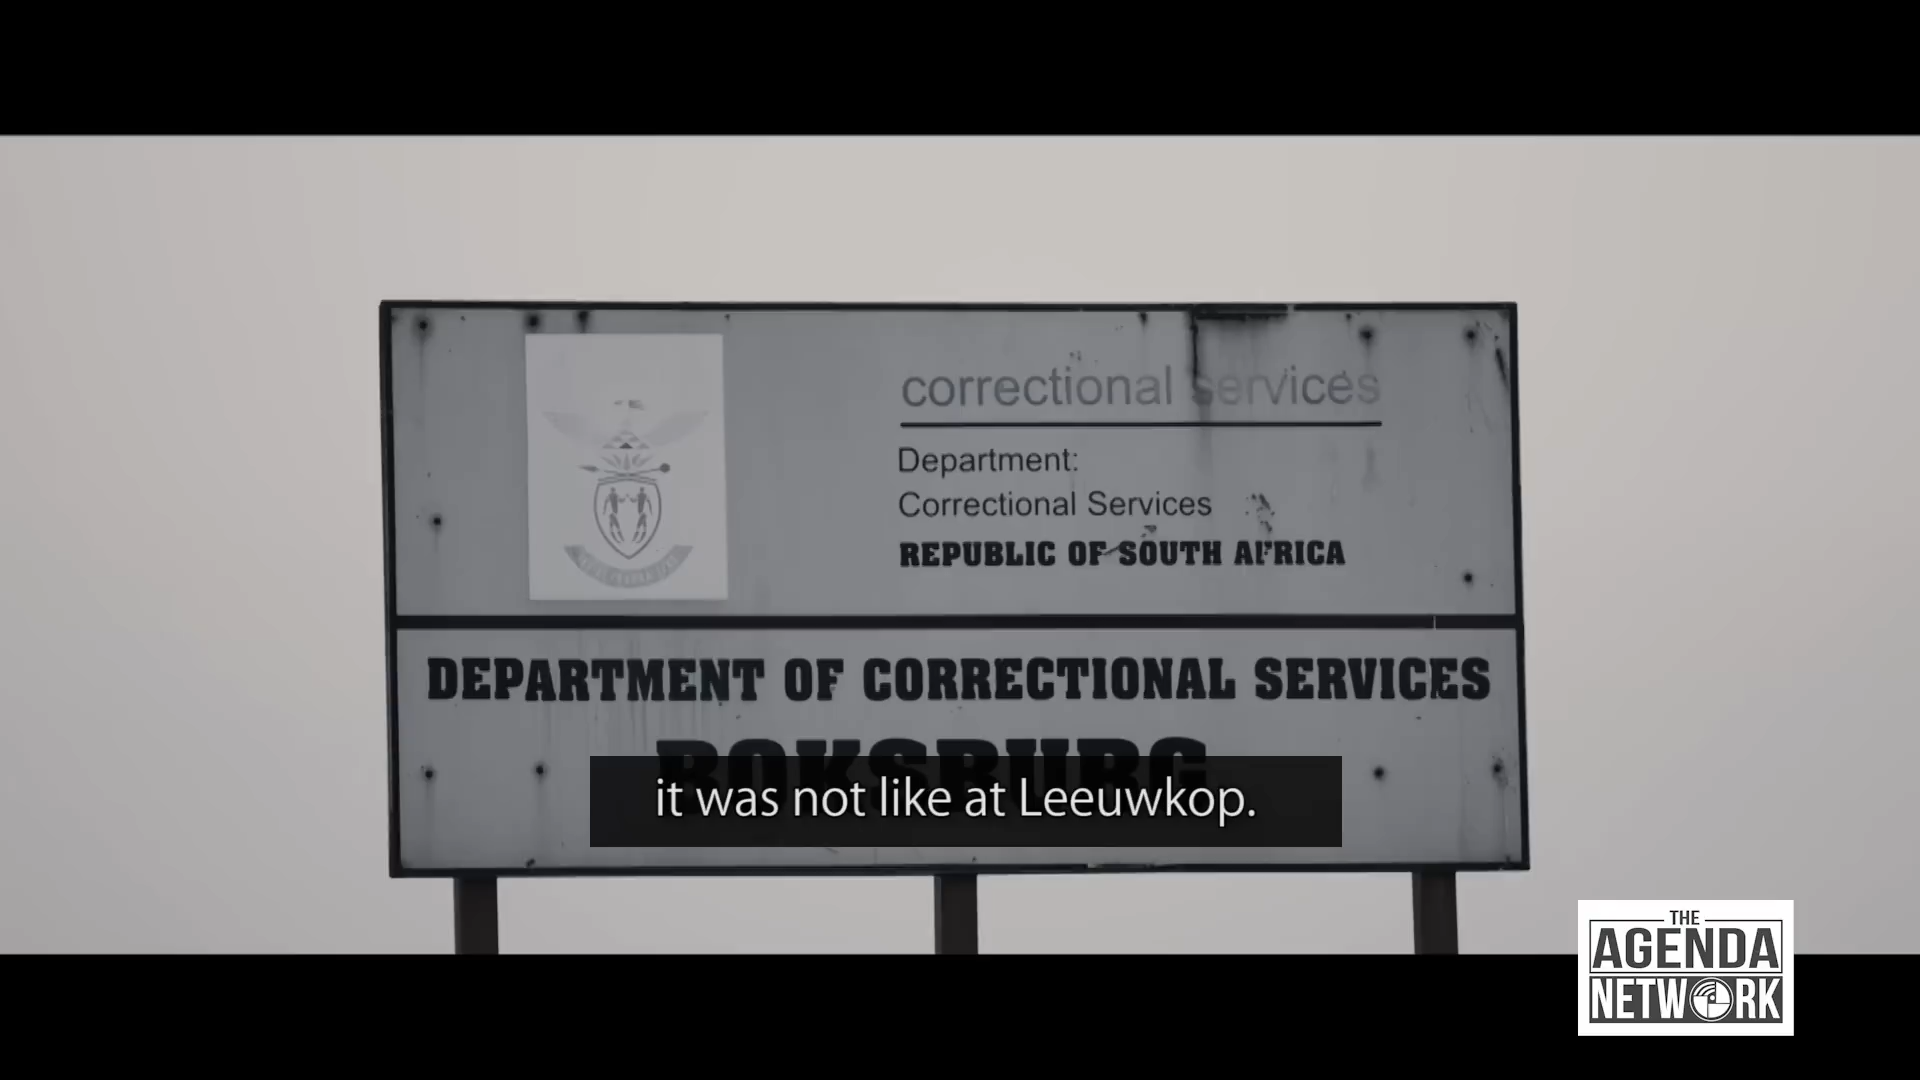 correctional services
Department:
Correctional Services
REPUBLIC OF SOUTH AFRICA
DEPARTMENT OF CORRECTIONAL SERVICES
BOKSBURG
it was not like at Leeuwkop.
THE
AGENDA
NETWORK